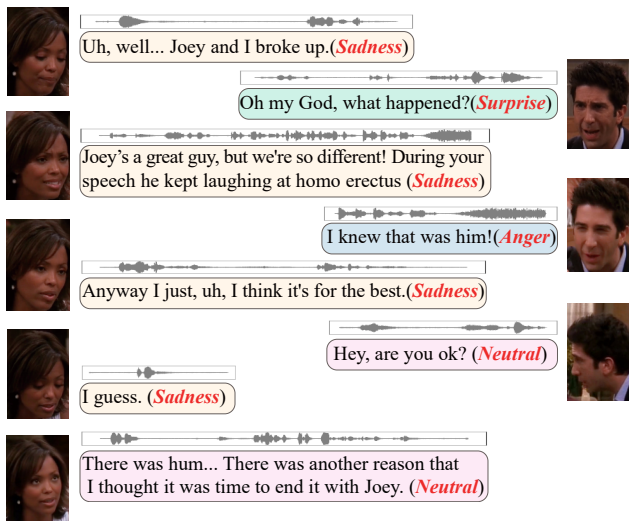 Uh, well... Joey and I broke up.(Sadness)
Oh my God, what happened?(Surprise)
Joey's a great guy, but we're so different! During your
speech he kept laughing at homo erectus (Sadness)
I knew that was him!(Anger)
Anyway I just, uh, I think it's for the best.(Sadness)
Hey, are you ok? (Neutral)
I guess. (Sadness)
There was hum... There was another reason that
I thought it was time to end it with Joey. (Neutral)